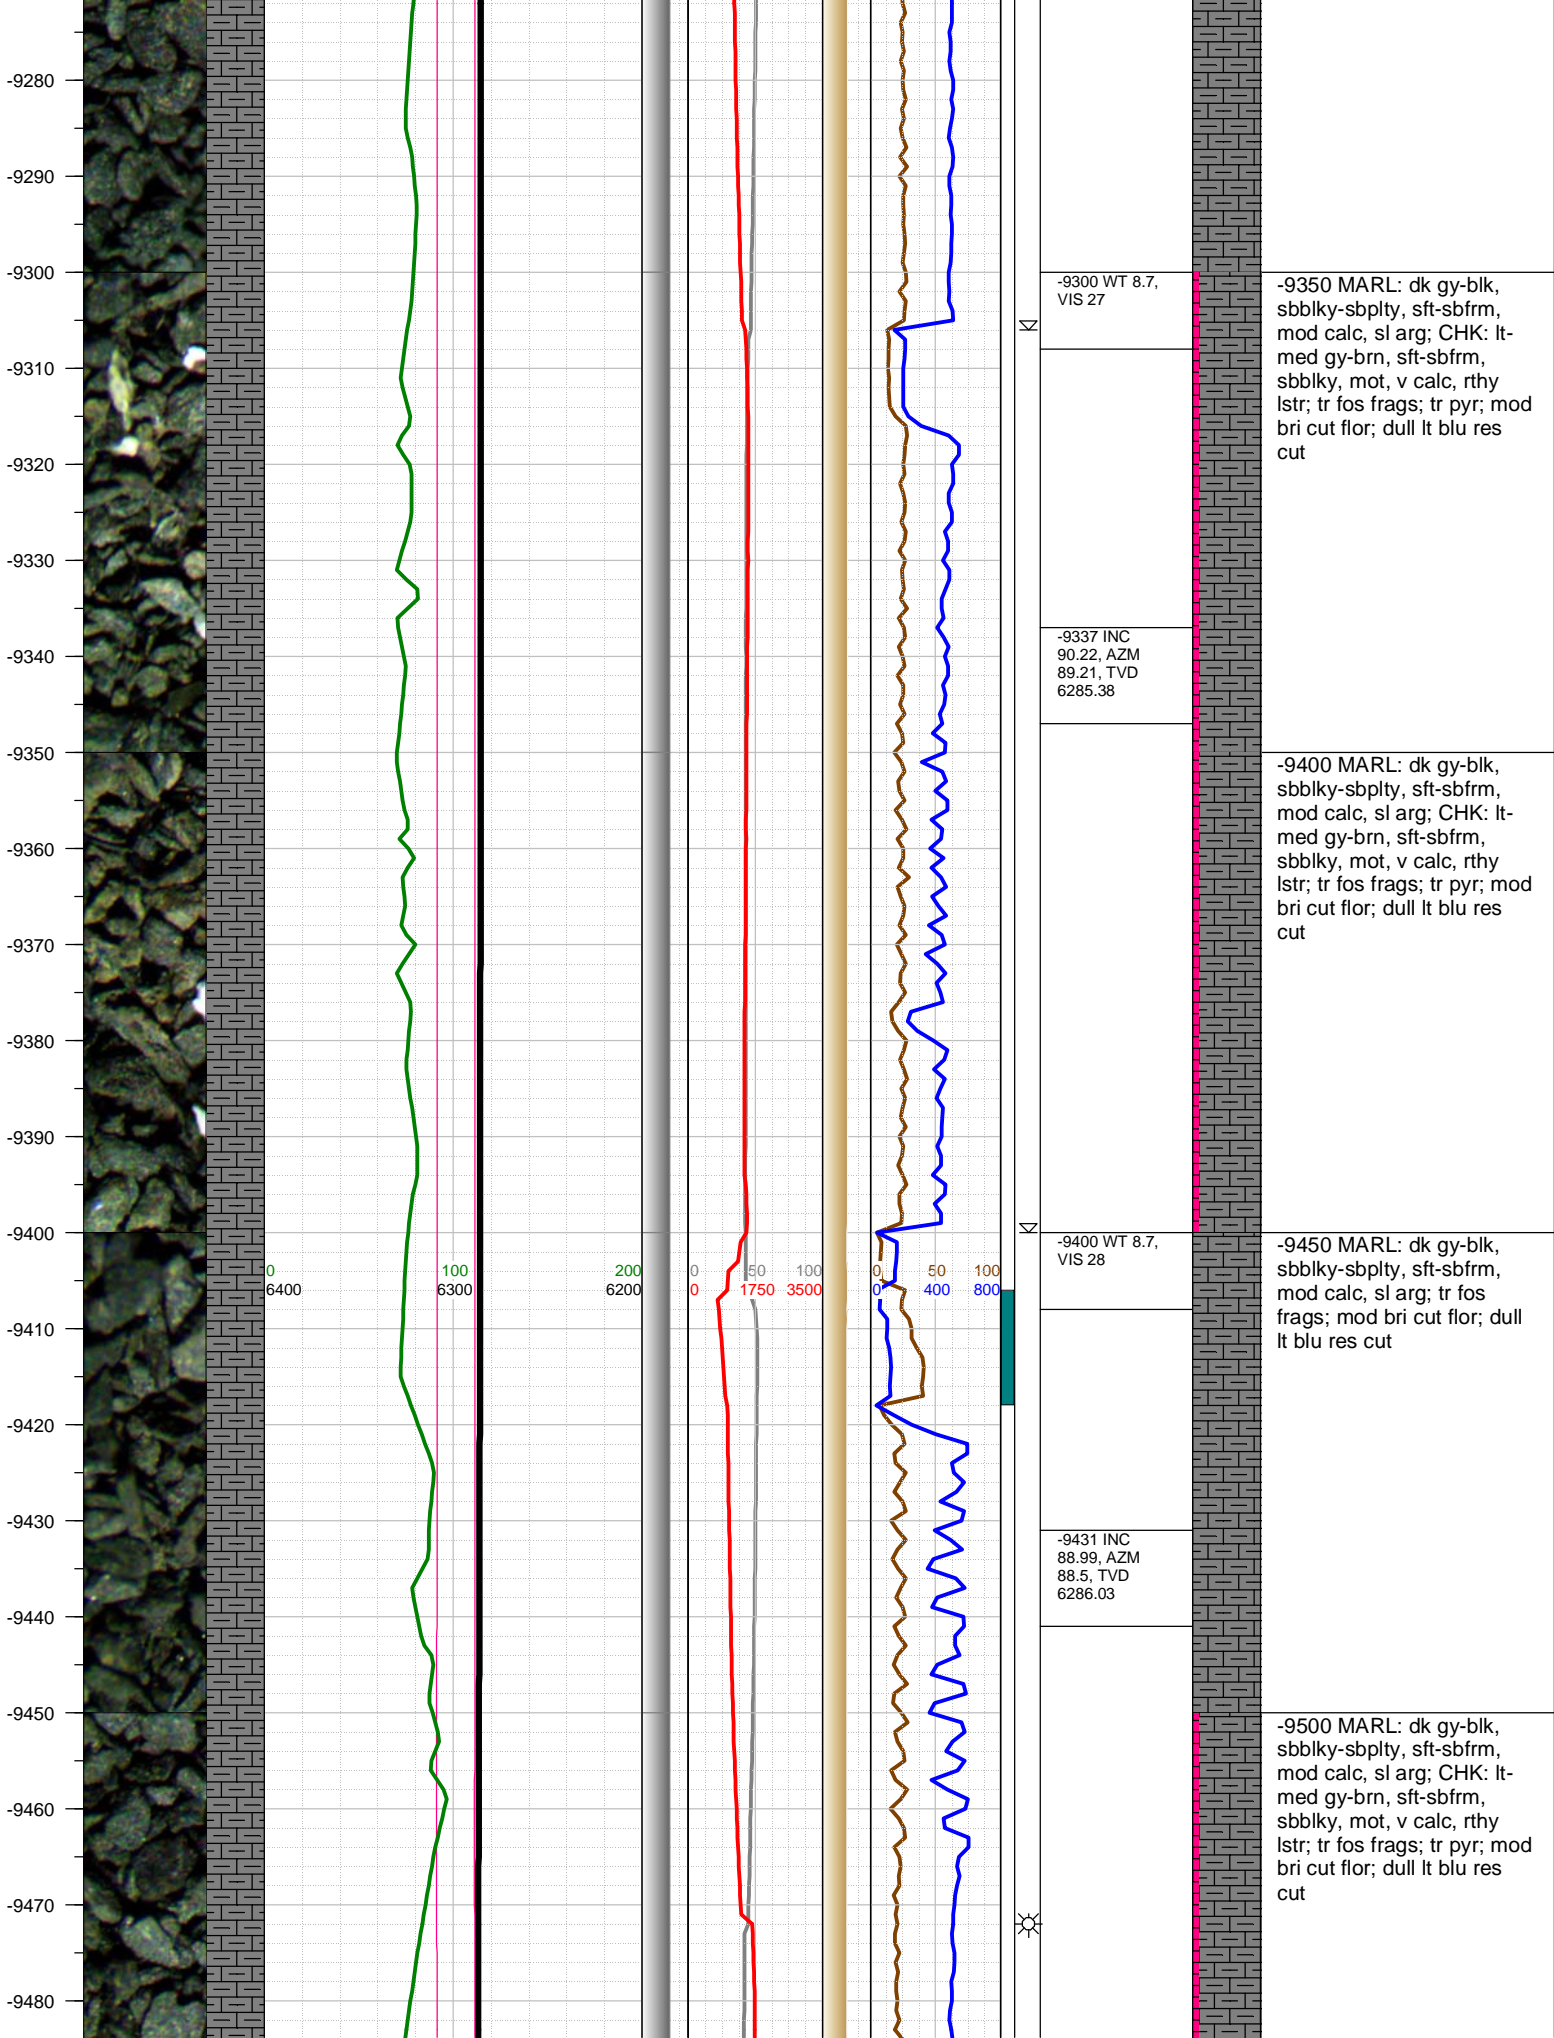 -9280
-9290
-9300
-9310
-9320
-9330
-9340
-9350
-9360
-9370
-9380
-9390
-9400
-9410
-9420
-9430
-9440
-9450
-9460
-9470
-9480
0 100 200
6400 6300 6200
0 50 100
0 1750 3500
0 50 100
0 400 800
-9300 WT 8.7,
VIS 27
-9337 INC
90.22, AZM
89.21, TVD
6285.38
-9400 WT 8.7,
VIS 28
-9431 INC
88.99, AZM
88.5, TVD
6286.03
-9350 MARL: dk gy-blk,
sbblky-sbplty, sft-sbfrm,
mod calc, sl arg; CHK: lt-
med gy-brn, sft-sbfrm,
sbblky, mot, v calc, rthy
lstr; tr fos frags; tr pyr; mod
bri cut flor; dull lt blu res
cut
-9400 MARL: dk gy-blk,
sbblky-sbplty, sft-sbfrm,
mod calc, sl arg; CHK: lt-
med gy-brn, sft-sbfrm,
sbblky, mot, v calc, rthy
lstr; tr fos frags; tr pyr; mod
bri cut flor; dull lt blu res
cut
-9450 MARL: dk gy-blk,
sbblky-sbplty, sft-sbfrm,
mod calc, sl arg; tr fos
frags; mod bri cut flor; dull
lt blu res cut
-9500 MARL: dk gy-blk,
sbblky-sbplty, sft-sbfrm,
mod calc, sl arg; CHK: lt-
med gy-brn, sft-sbfrm,
sbblky, mot, v calc, rthy
lstr; tr fos frags; tr pyr; mod
bri cut flor; dull lt blu res
cut